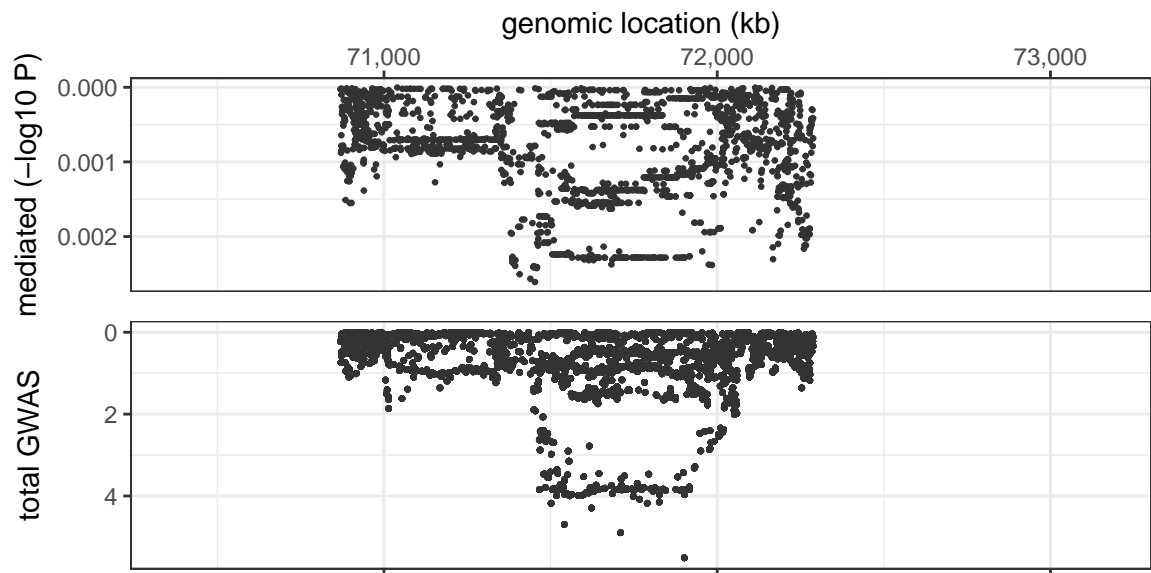 genomic location (kb)
71,000 72,000 73,000
mediated (−log10 P)
0.000
0.001
0.002
total GWAS
0
2
4